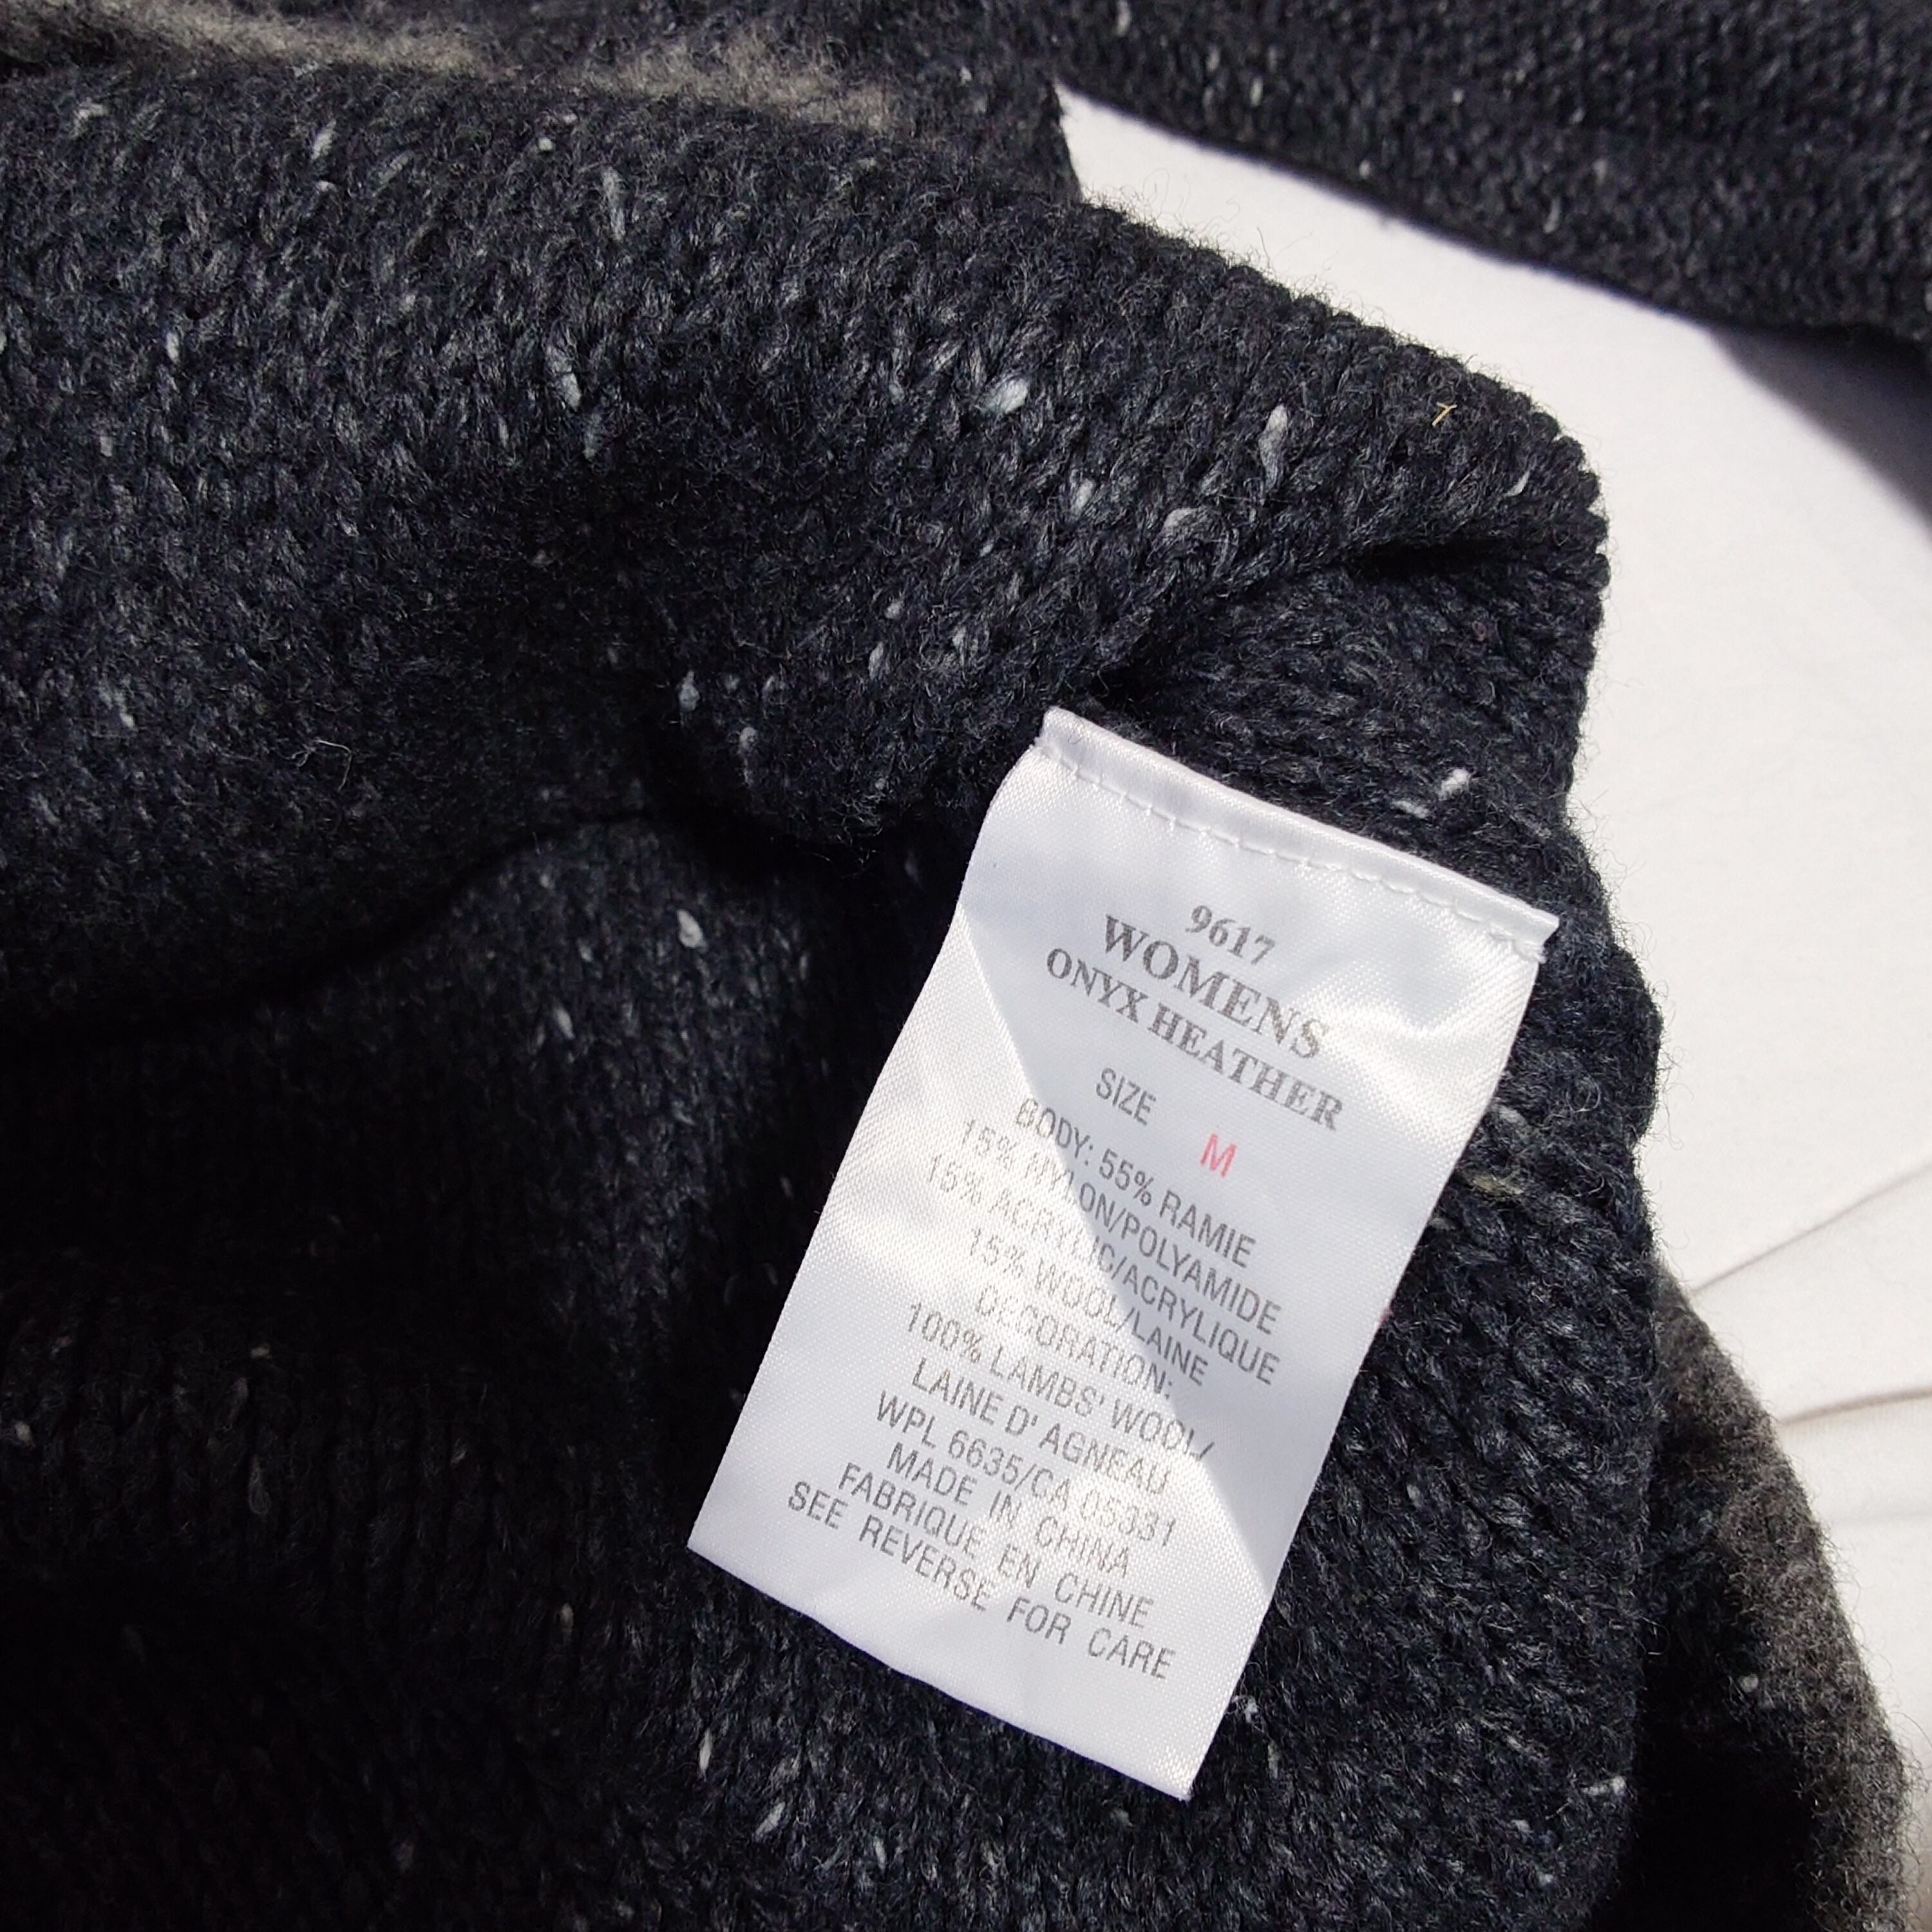 9617
WOMENS
ONYX HEATHER
SIZE M
BODY: 55% RAMIE
15% NYLON/POLYAMIDE
15% ACRYLIC/ACRYLIQUE
15% WOOL/LAINE
DECORATION:
100% LAMBS' WOOL/
LAINE D' AGNEAU
WPL 6635/CA 05331
MADE IN CHINA
FABRIQUE EN CHINE
SEE REVERSE FOR CARE